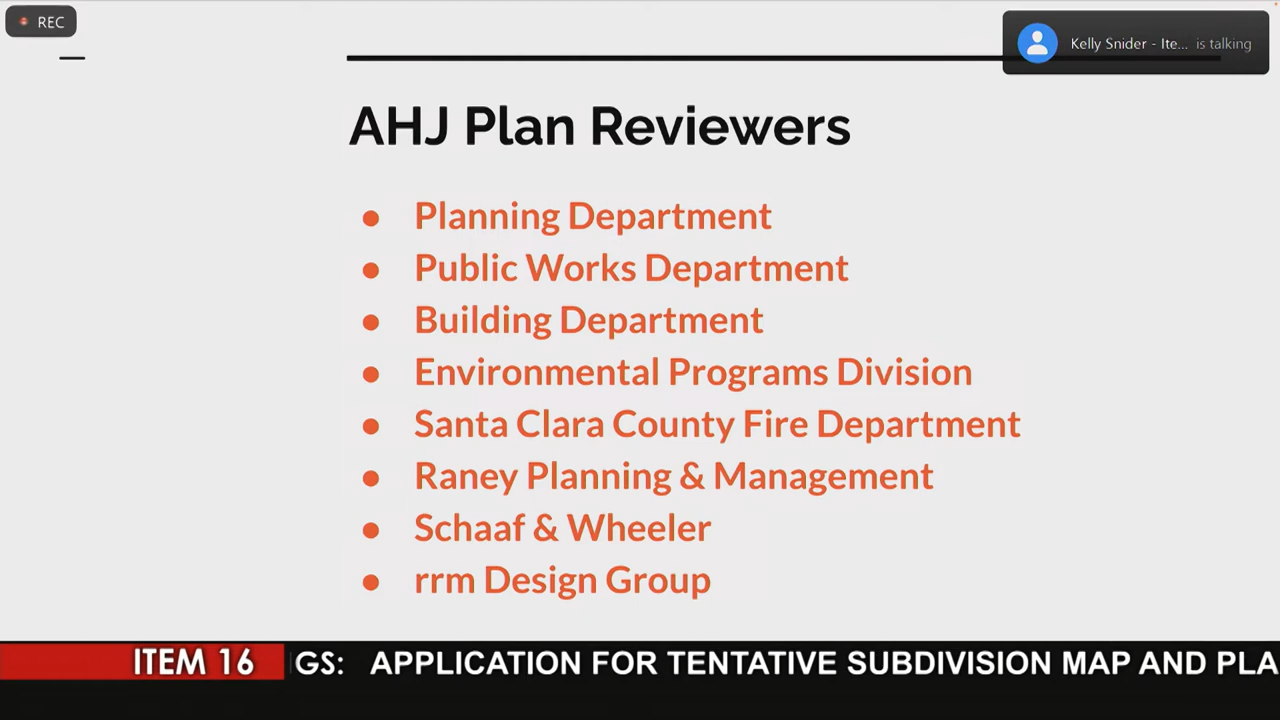 REC
Kelly Snider - Ite... is talking
AHJ Plan Reviewers
● Planning Department
● Public Works Department
● Building Department
● Environmental Programs Division
● Santa Clara County Fire Department
● Raney Planning & Management
● Schaaf & Wheeler
● rrm Design Group
ITEM 16 GS: APPLICATION FOR TENTATIVE SUBDIVISION MAP AND PLA